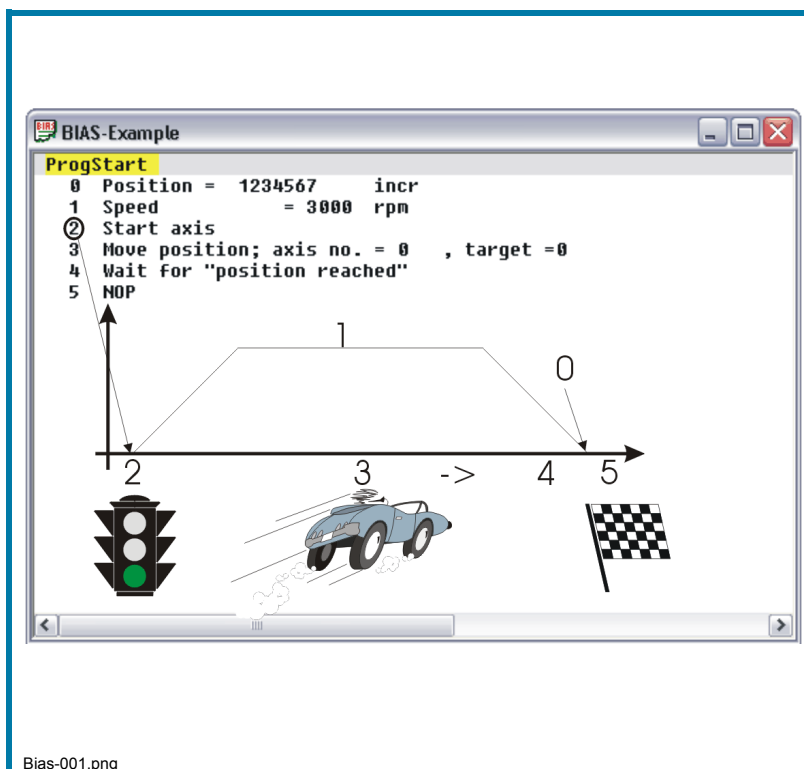 BIAS-Example
ProgStart
0 Position = 1234567 incr
1 Speed = 3000 rpm
2 Start axis
3 Move position; axis no. = 0 , target =0
4 Wait for "position reached"
5 NOP
1
0
2 3 -> 4 5
Bias-001.png